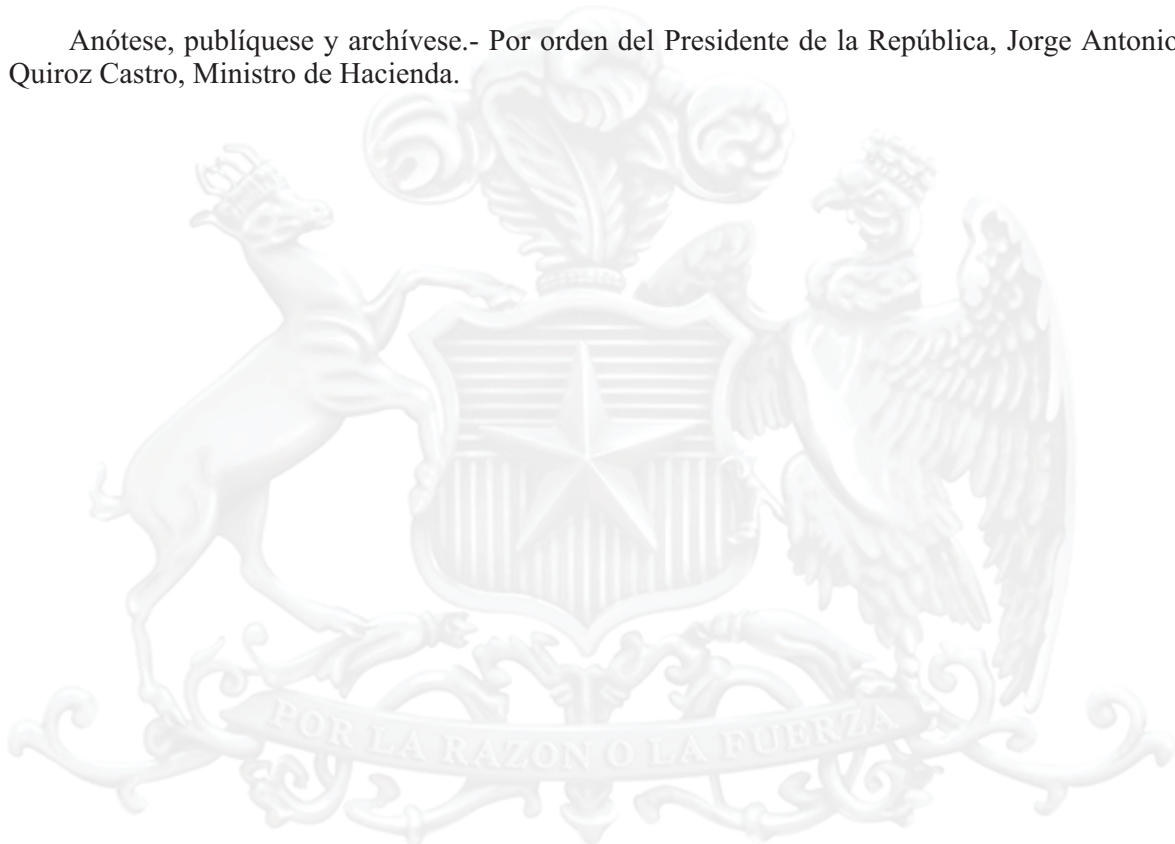 Anótese, publíquese y archívese.- Por orden del Presidente de la República, Jorge Antonio
Quiroz Castro, Ministro de Hacienda.
POR LA RAZON O LA FUERZA